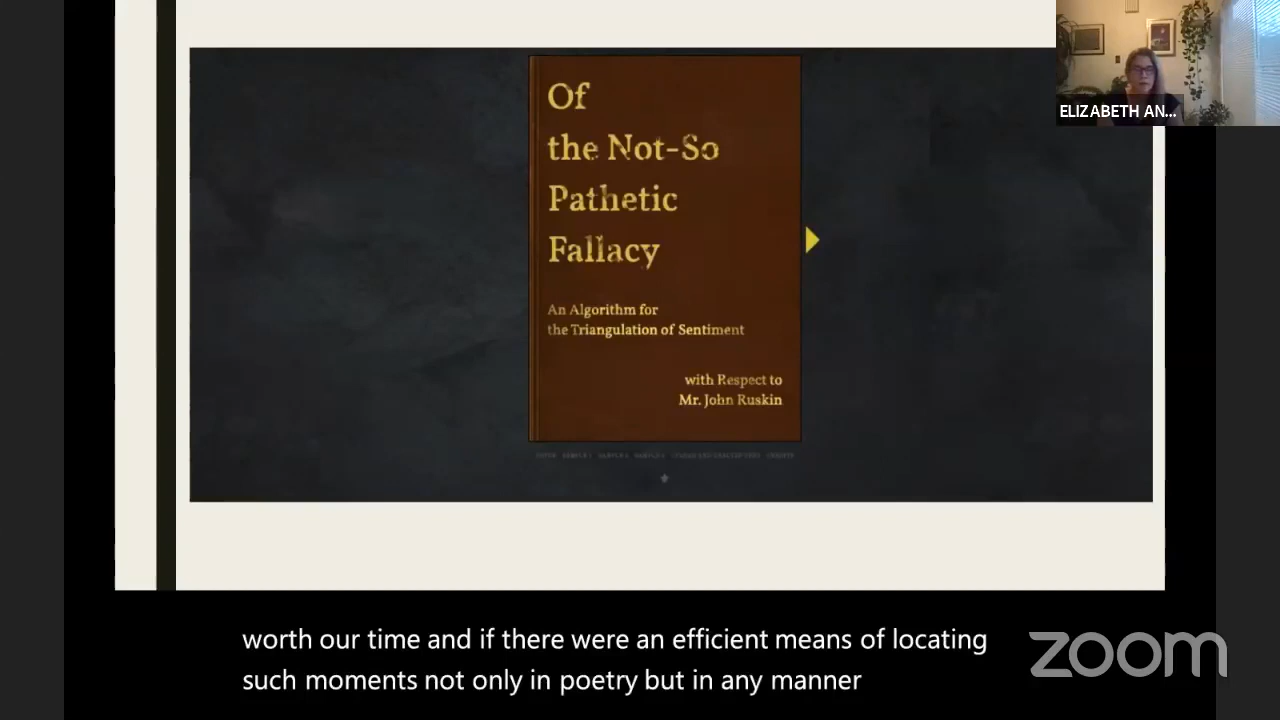 Of
the Not-So
Pathetic
Fallacy
An Algorithm for
the Triangulation of Sentiment
with Respect to
Mr. John Ruskin
ELIZABETH AN...
worth our time and if there were an efficient means of locating
such moments not only in poetry but in any manner
zoom